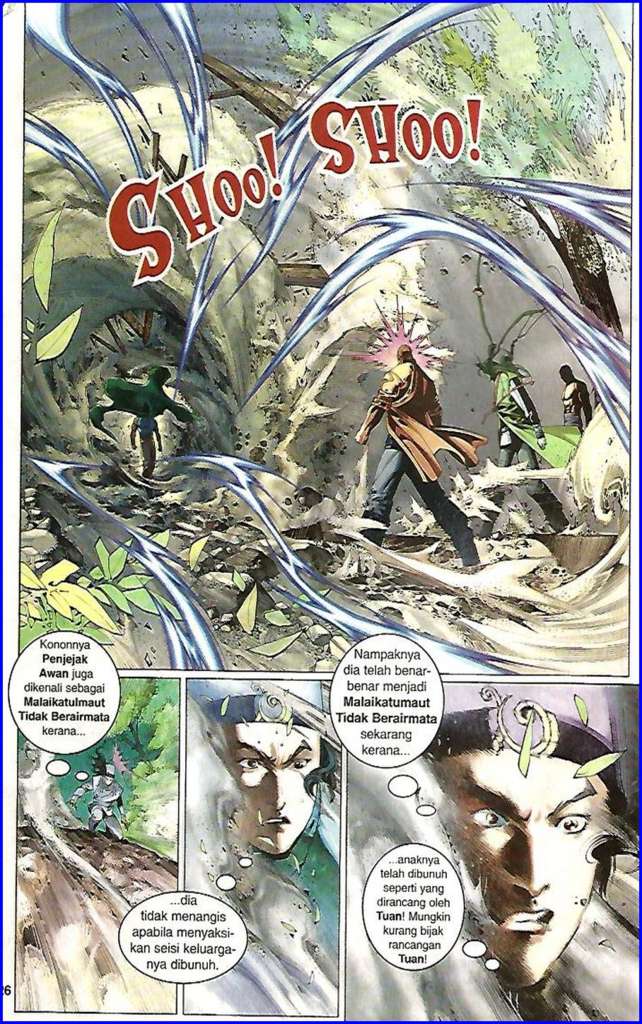 SHOO! SHOO!
Kononnya
Penjejak
Awan juga
dikenali sebagai
Malaikatulmaut
Tidak Berairmata
kerana...
...dia
tidak menangis
apabila menyaksi-
kan seisi keluarga-
nya dibunuh.
Nampaknya
dia telah benar-
benar menjadi
Malaikatumaut
Tidak Berairmata
sekarang
kerana...
...anaknya
telah dibunuh
seperti yang
dirancang oleh
Tuan! Mungkin
kurang bijak
rancangan
Tuan!
26